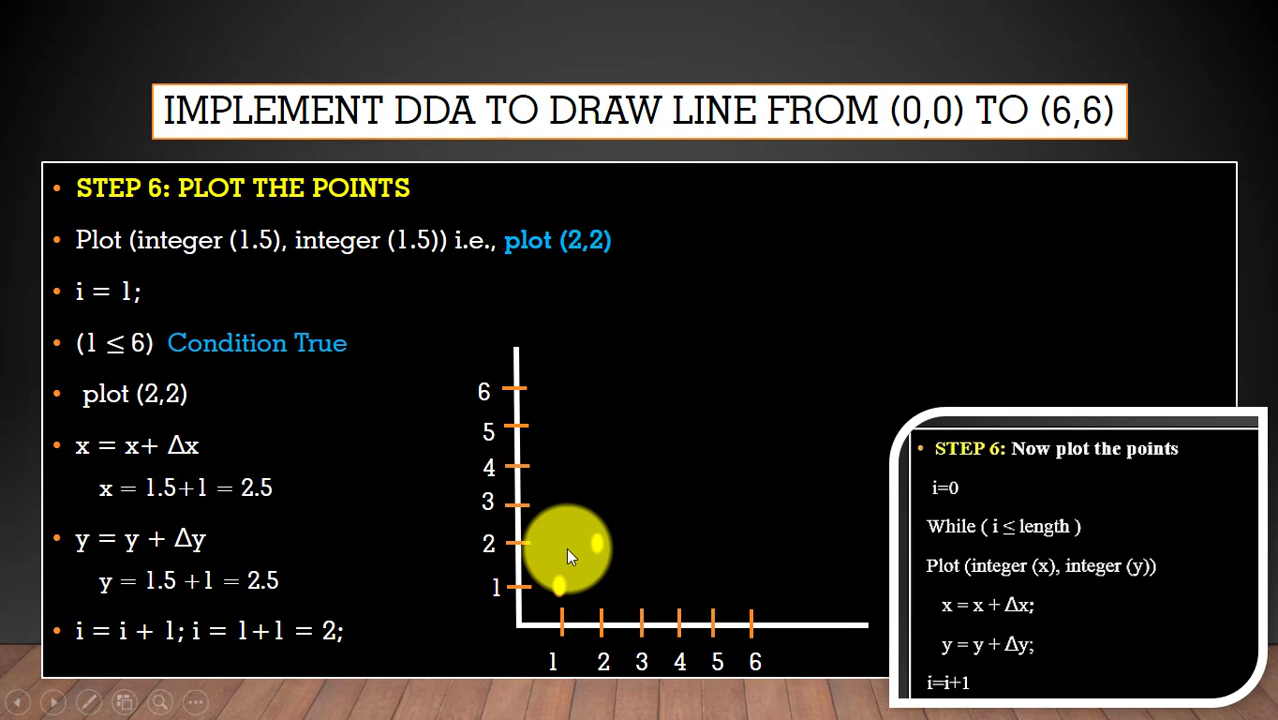 IMPLEMENT DDA TO DRAW LINE FROM (0,0) TO (6,6)
• STEP 6: PLOT THE POINTS
• Plot (integer (1.5), integer (1.5)) i.e., plot (2,2)
• i = 1;
• (1 ≤ 6) Condition True
• plot (2,2)
• x = x+ Δx
x = 1.5+1 = 2.5
• y = y + Δy
y = 1.5 +1 = 2.5
• i = i + 1; i = 1+1 = 2;
6
5
4
3
2
1
1 2 3 4 5 6
• STEP 6: Now plot the points
i=0
While ( i ≤ length )
Plot (integer (x), integer (y))
x = x + Δx;
y = y + Δy;
i=i+1